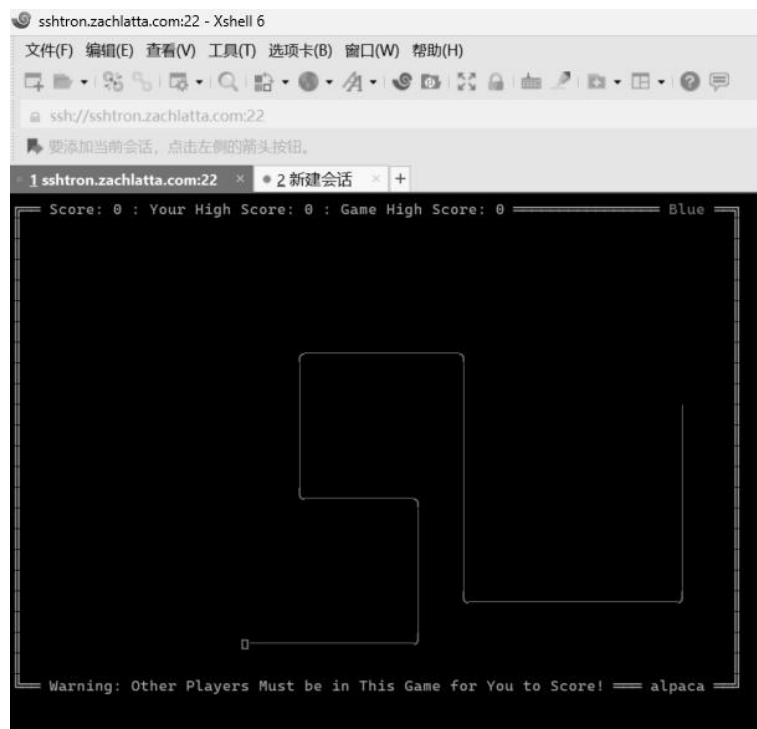 sshtron.zachlatta.com:22 - Xshell 6
文件(F) 编辑(E) 查看(V) 工具(T) 选项卡(B) 窗口(W) 帮助(H)
ssh://sshtron.zachlatta.com:22
要添加当前会话，点击左侧的箭头按钮。
1 sshtron.zachlatta.com:22 × 2 新建会话 × +
Score: 0 : Your High Score: 0 : Game High Score: 0 Blue
Warning: Other Players Must be in This Game for You to Score! alpaca